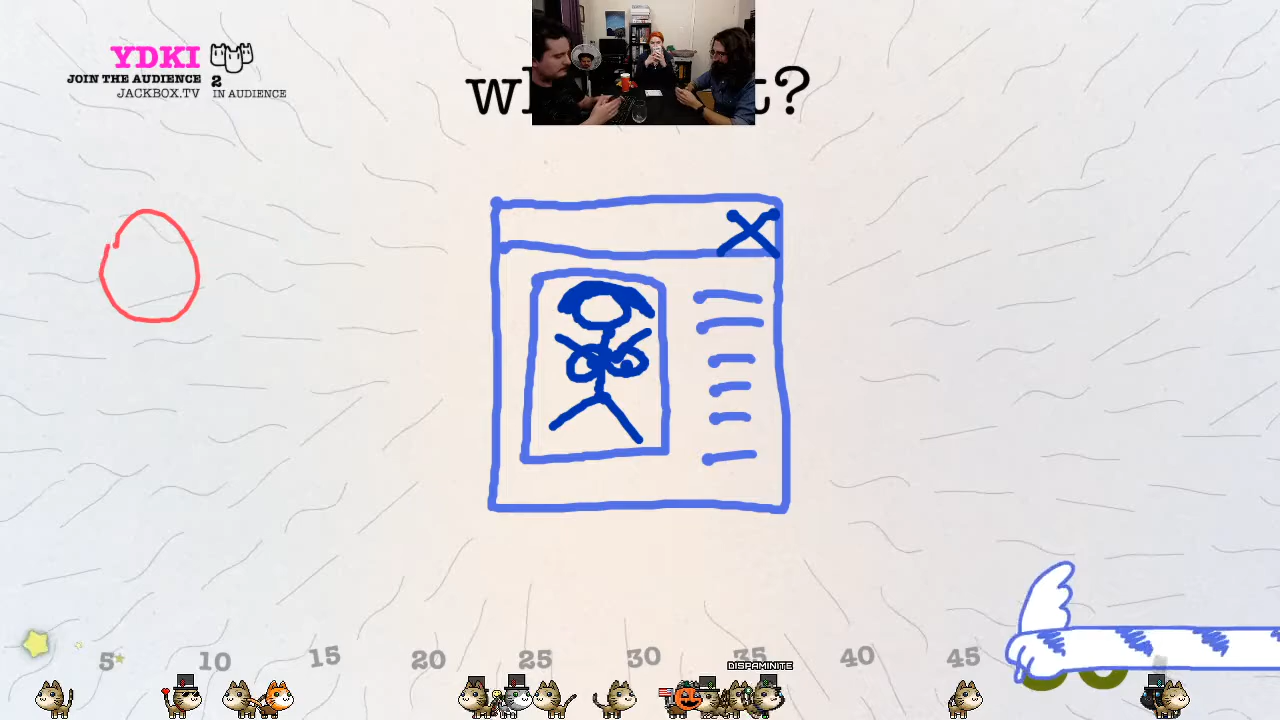 YDKI
JOIN THE AUDIENCE 2
JACKBOX.TV IN AUDIENCE
5 10 15 20 25 30 35 40 45
DISPAMINITE